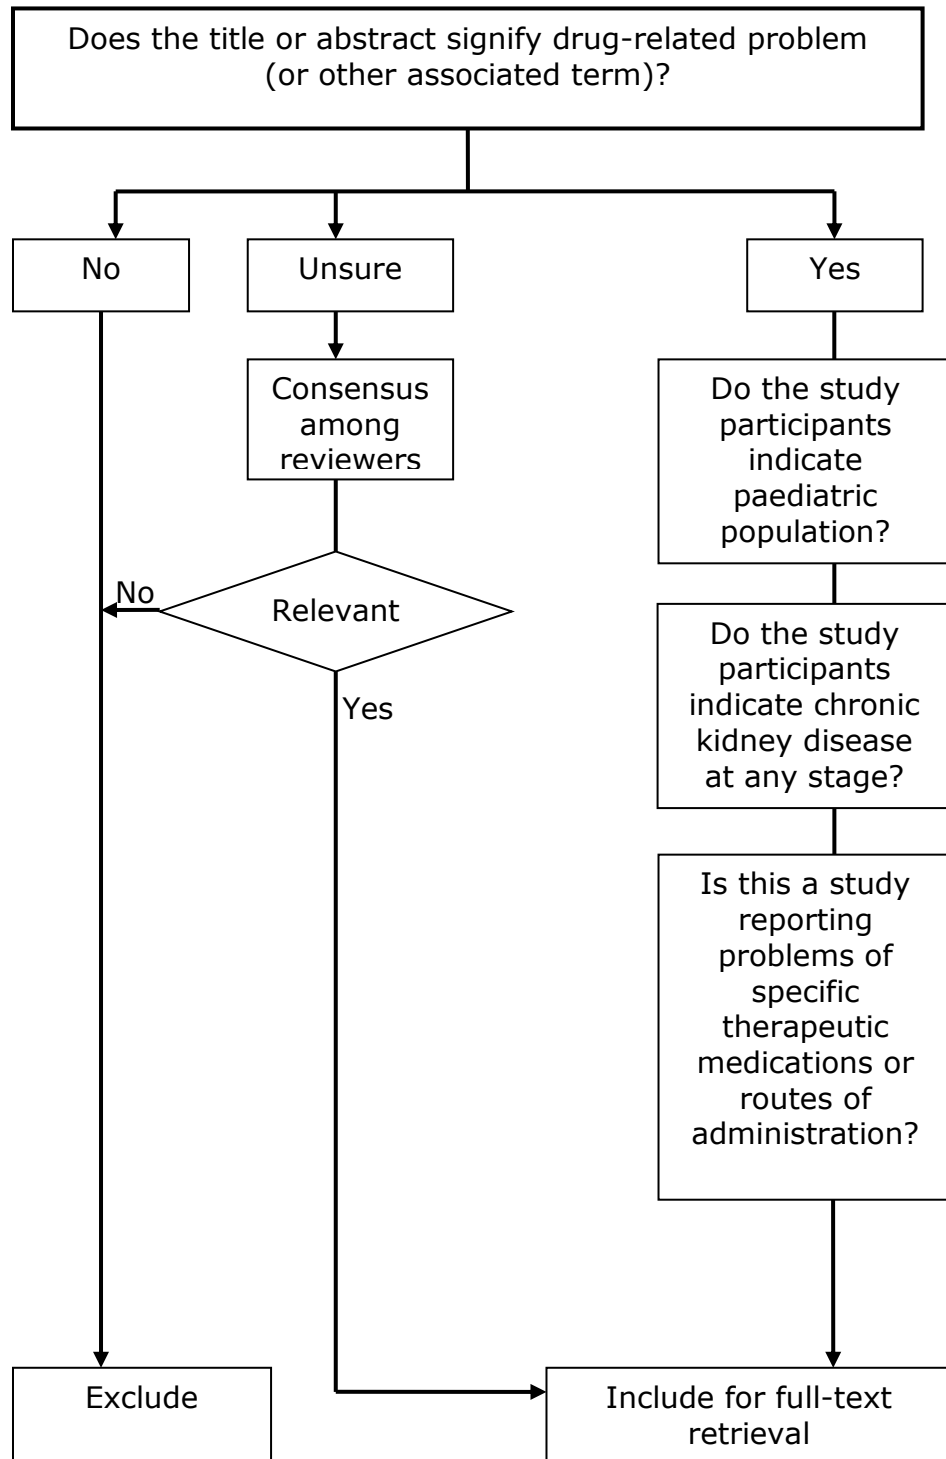 Does the title or abstract signify drug-related problem
(or other associated term)?
No
Unsure
Yes
Consensus
among
reviewers
Do the study
participants
indicate
paediatric
population?
No
Relevant
Yes
Do the study
participants
indicate chronic
kidney disease
at any stage?
Is this a study
reporting
problems of
specific
therapeutic
medications or
routes of
administration?
Exclude
Include for full-text
retrieval